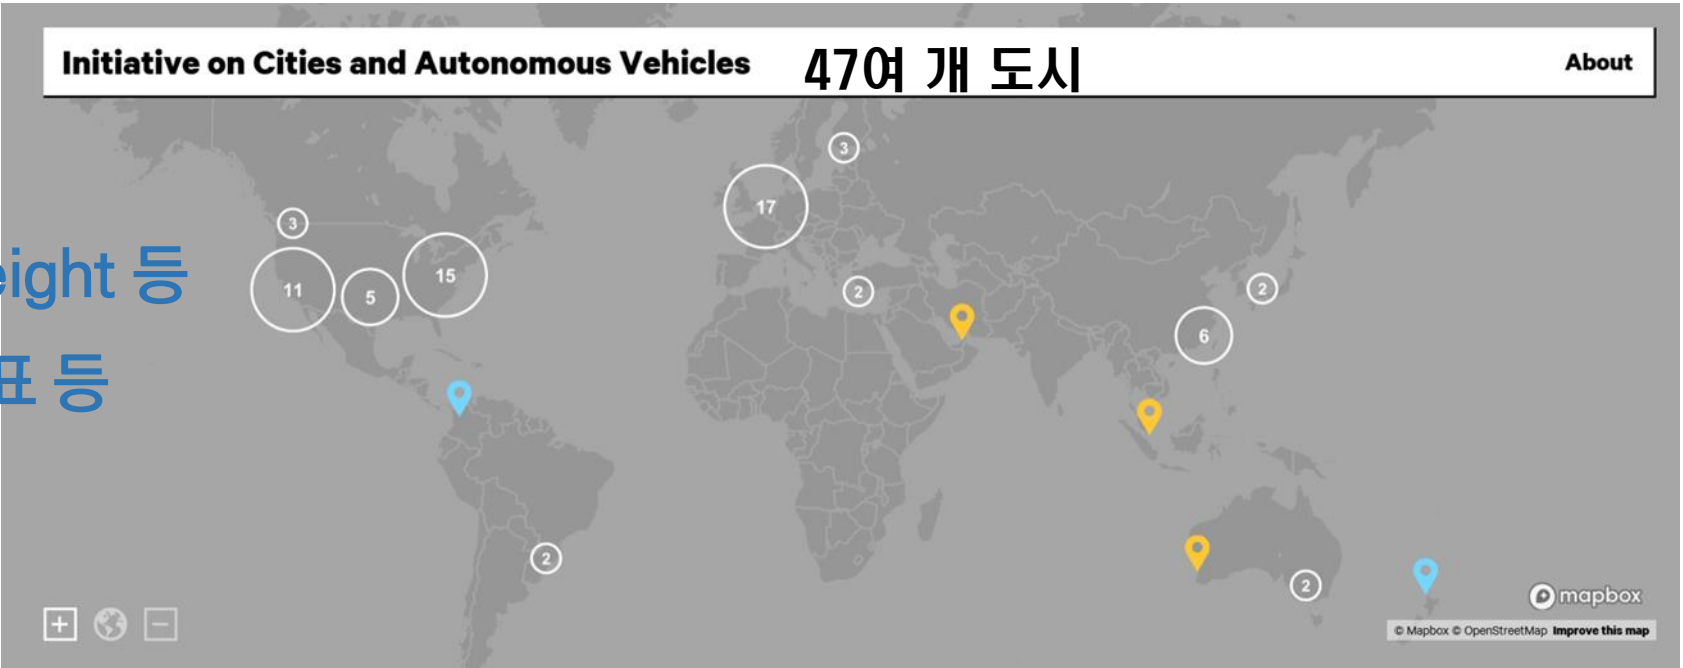 Initiative on Cities and Autonomous Vehicles 47여 개 도시 About
3
17
3
11
5
15
2
2
6
eight 등
표 등
2
2
mapbox
© Mapbox © OpenStreetMap Improve this map